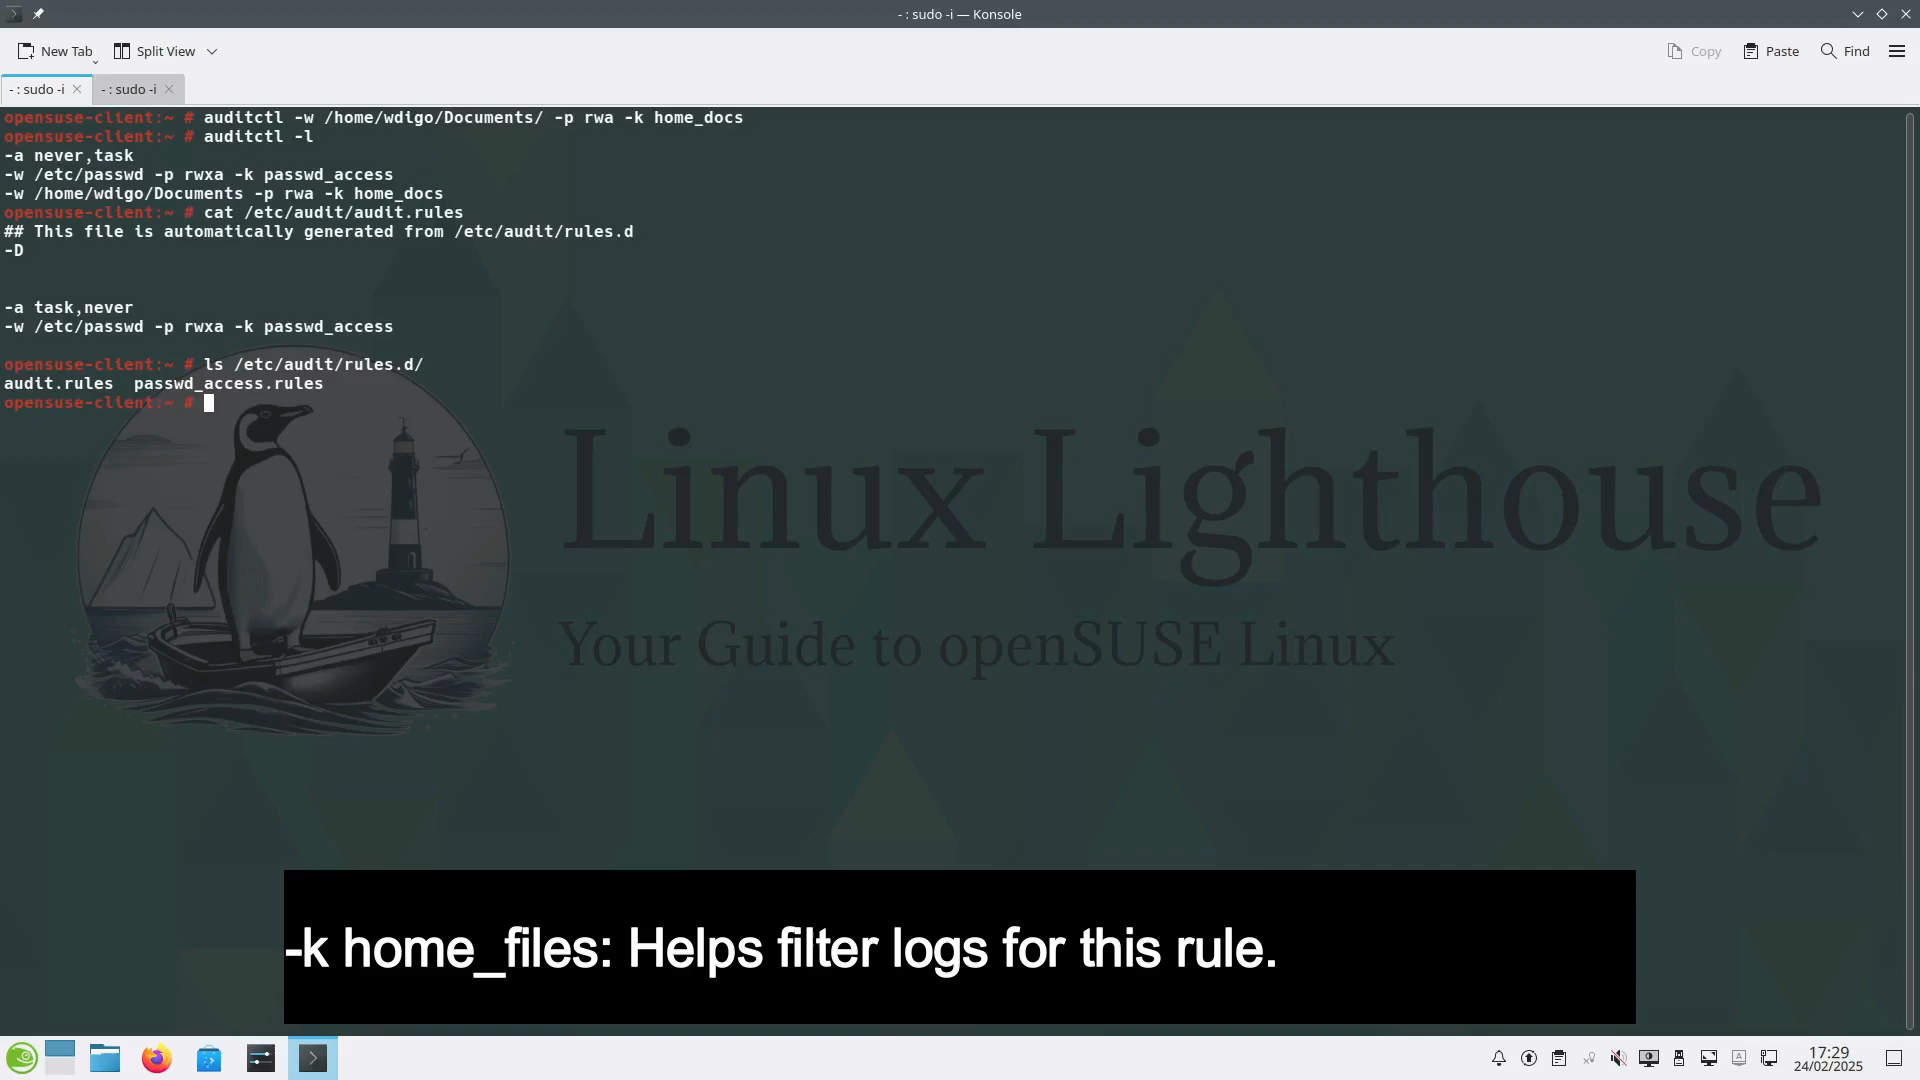 - : sudo -i — Konsole
New Tab Split View Copy Paste Find
- : sudo -i - : sudo -i
opensuse-client:~ # auditctl -w /home/wdigo/Documents/ -p rwa -k home_docs
opensuse-client:~ # auditctl -l
-a never,task
-w /etc/passwd -p rwxa -k passwd_access
-w /home/wdigo/Documents -p rwa -k home_docs
opensuse-client:~ # cat /etc/audit/audit.rules
## This file is automatically generated from /etc/audit/rules.d
-D
-a task,never
-w /etc/passwd -p rwxa -k passwd_access
opensuse-client:~ # ls /etc/audit/rules.d/
audit.rules  passwd_access.rules
opensuse-client:~ #
Linux Lighthouse
Your Guide to openSUSE Linux
-k home_files: Helps filter logs for this rule.
17:29
24/02/2025